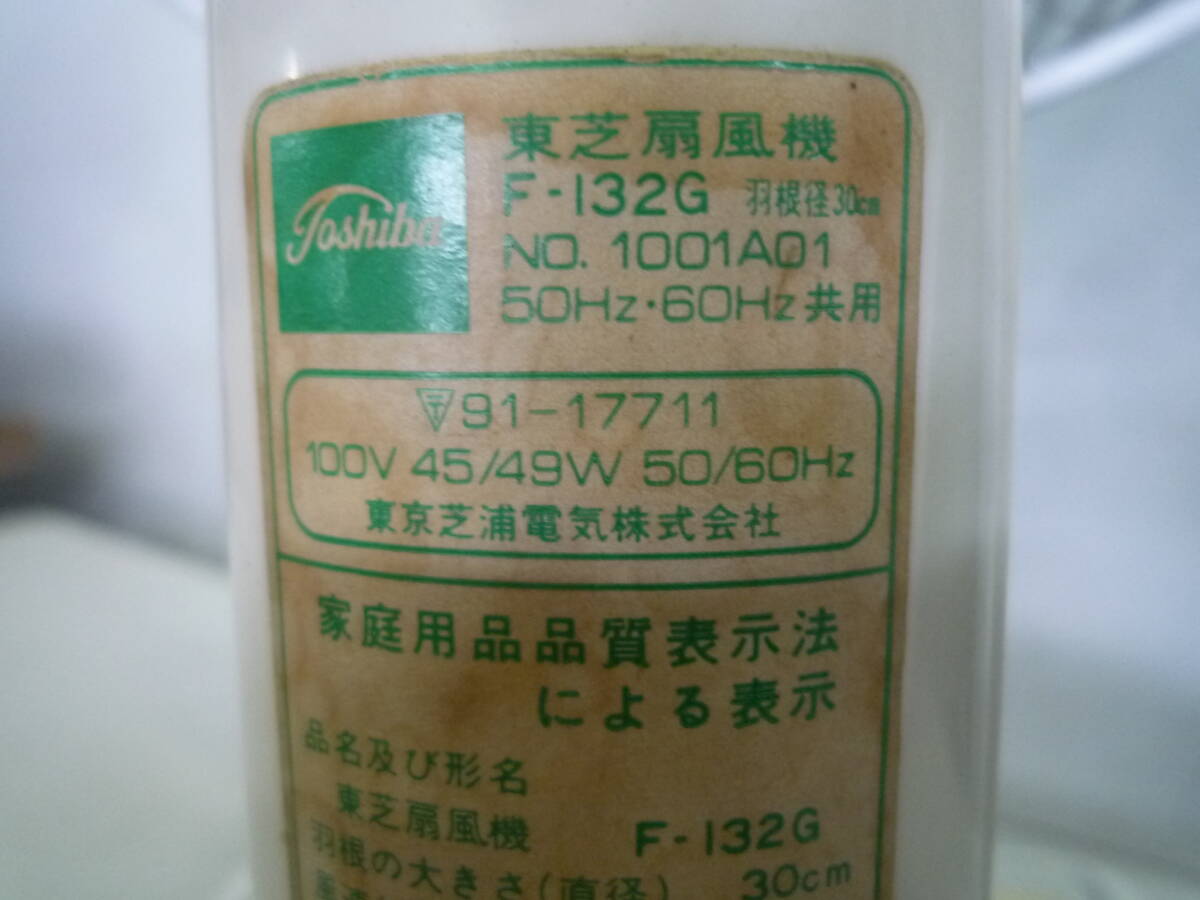 Toshiba
東芝扇風機
F-132G 羽根径30cm
NO. 1001A01
50Hz・60Hz共用
91-17711
100V 45/49W 50/60Hz
東京芝浦電気株式会社
家庭用品品質表示法
による表示
品名及び形名
東芝扇風機 F-132G
羽根の大きさ(直径) 30cm